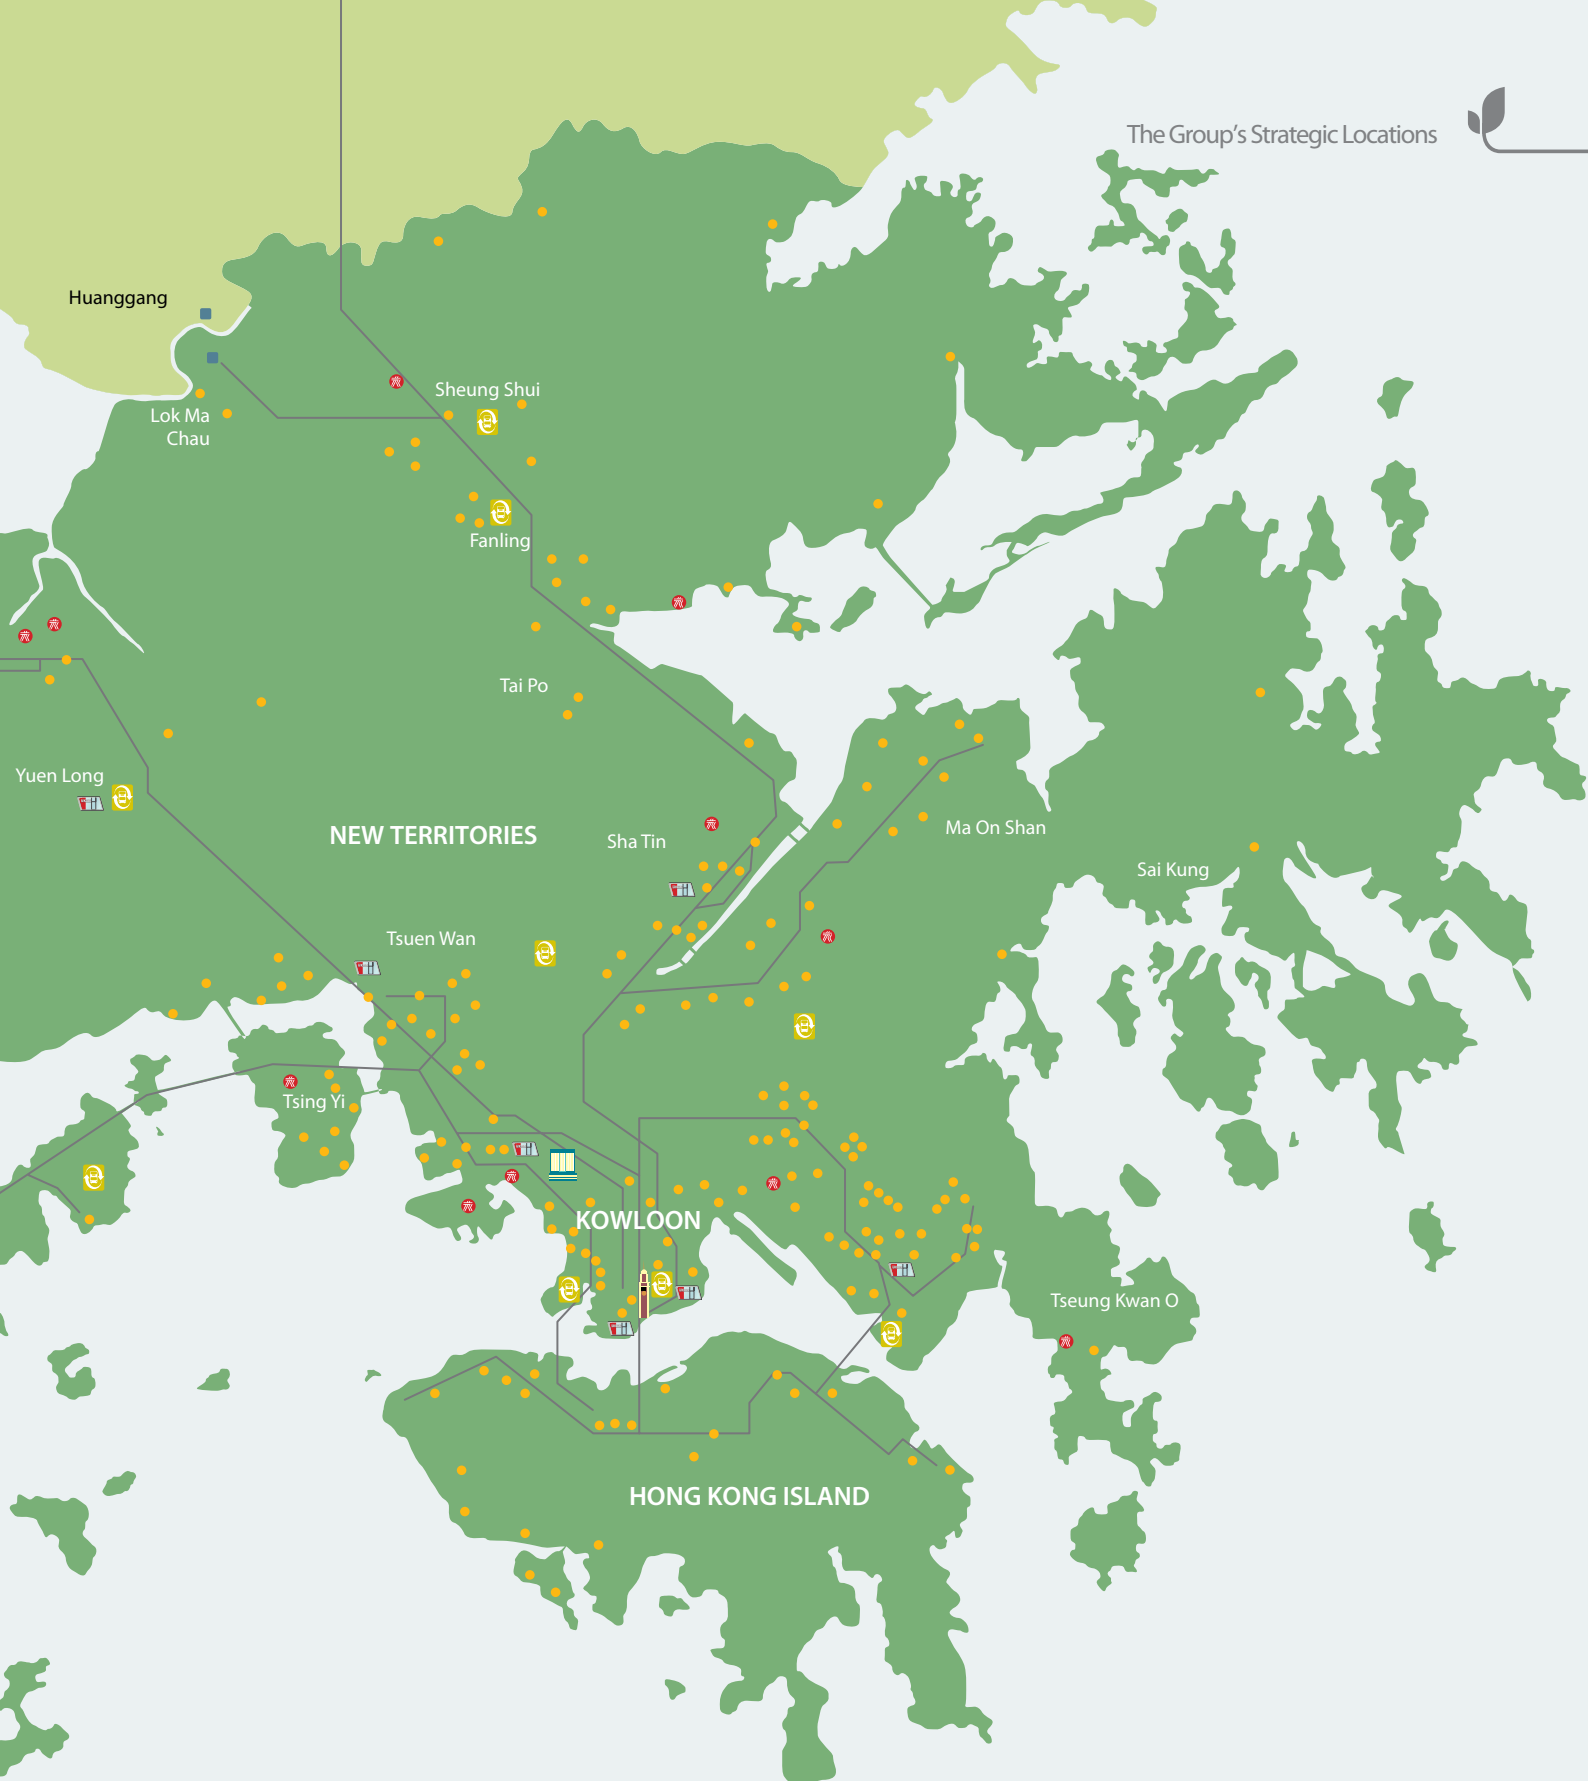 The Group's Strategic Locations
Huanggang
Sheung Shui
Lok Ma
Chau
Fanling
Tai Po
Yuen Long
NEW TERRITORIES
Sha Tin
Ma On Shan
Sai Kung
Tsuen Wan
Tsing Yi
KOWLOON
Tseung Kwan O
HONG KONG ISLAND